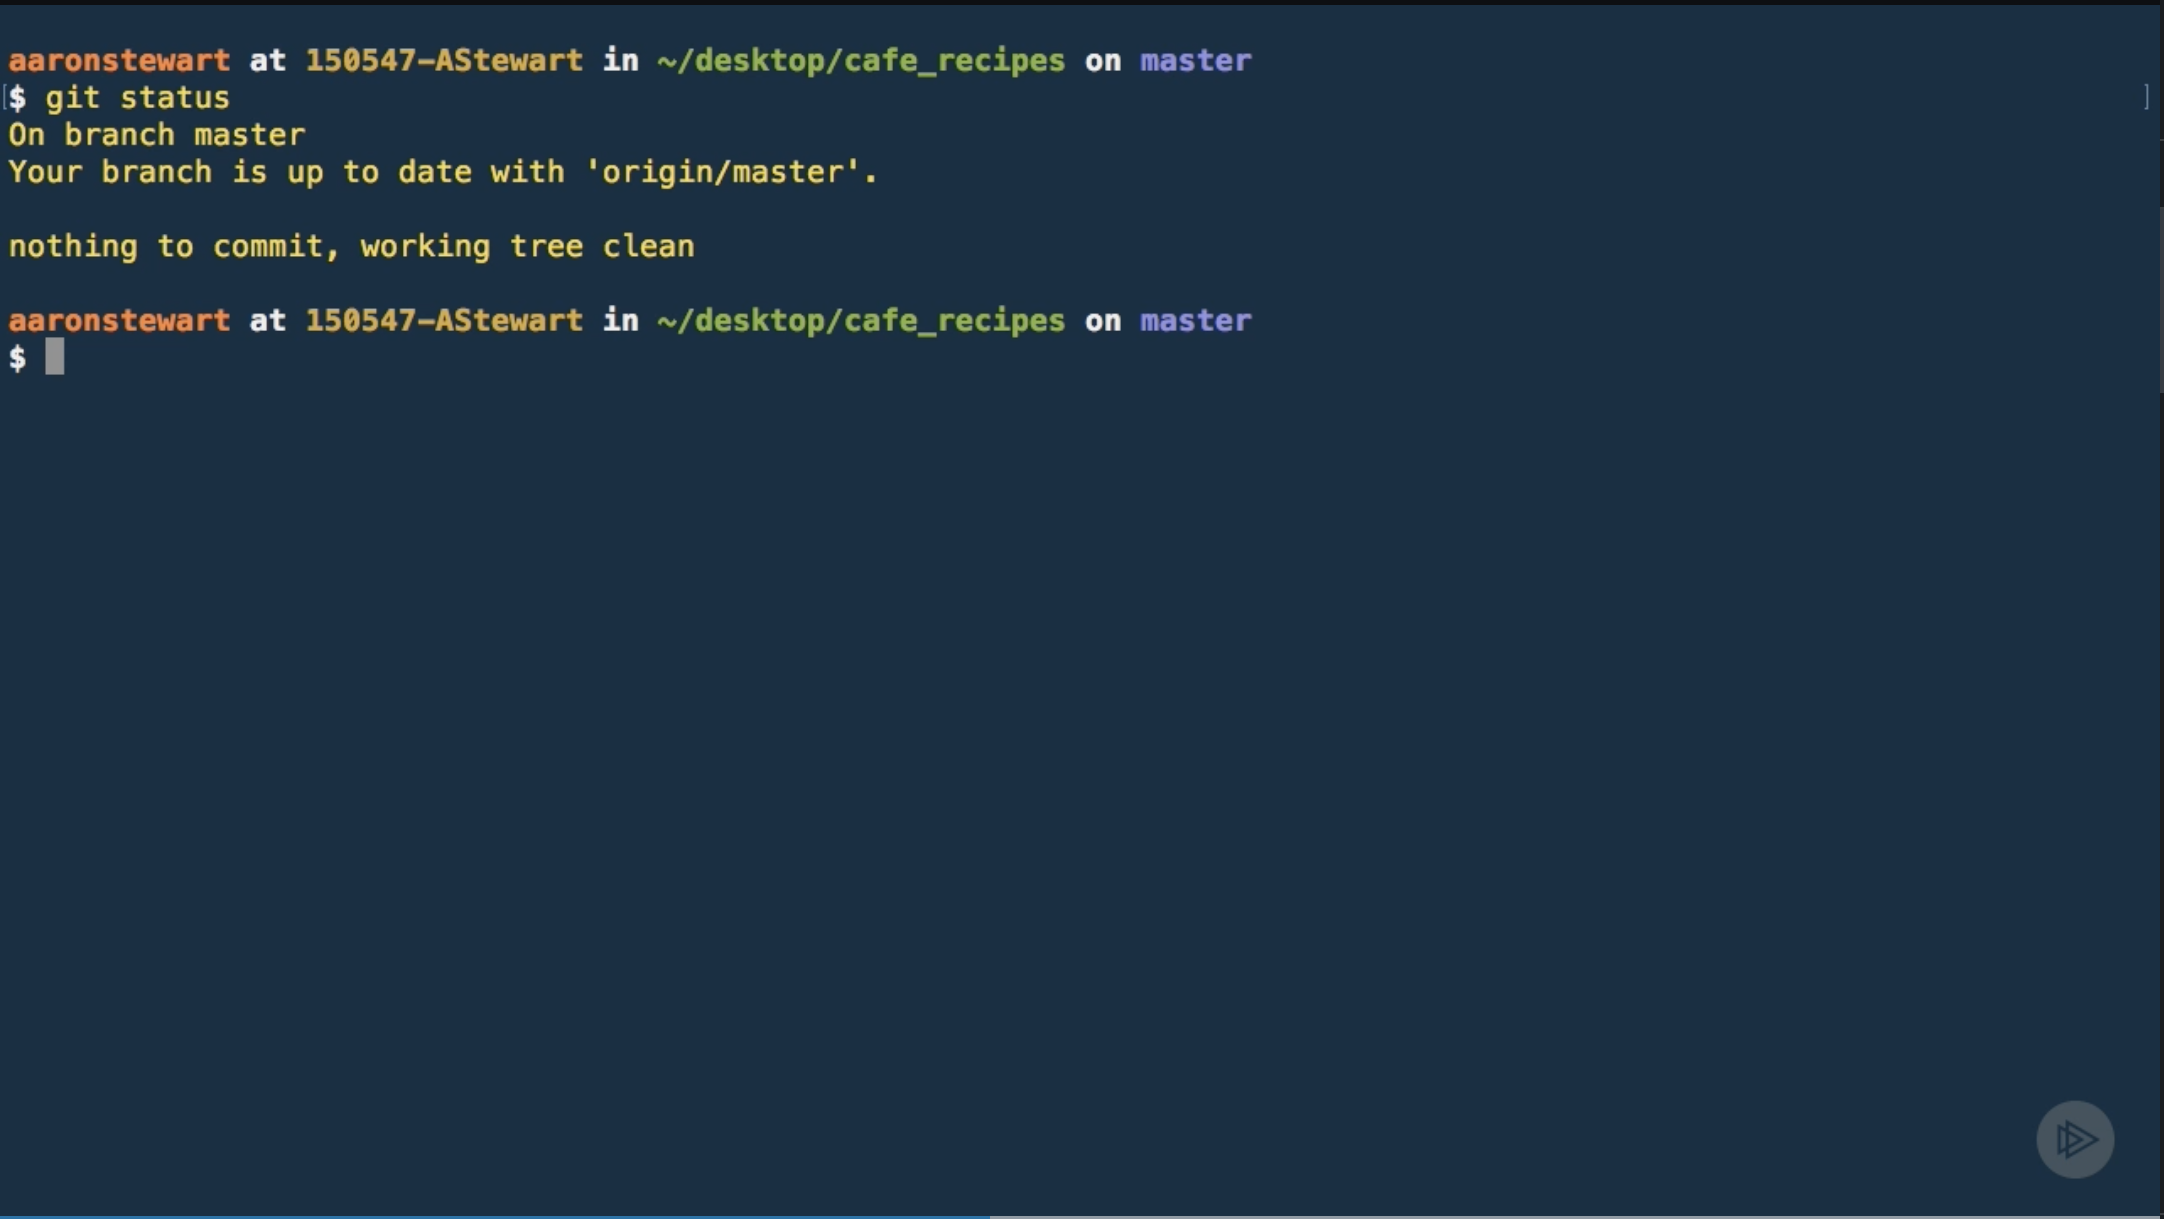 aaronstewart at 150547-AStewart in ~/desktop/cafe_recipes on master
[$ git status ]
On branch master
Your branch is up to date with 'origin/master'.
nothing to commit, working tree clean
aaronstewart at 150547-AStewart in ~/desktop/cafe_recipes on master
$